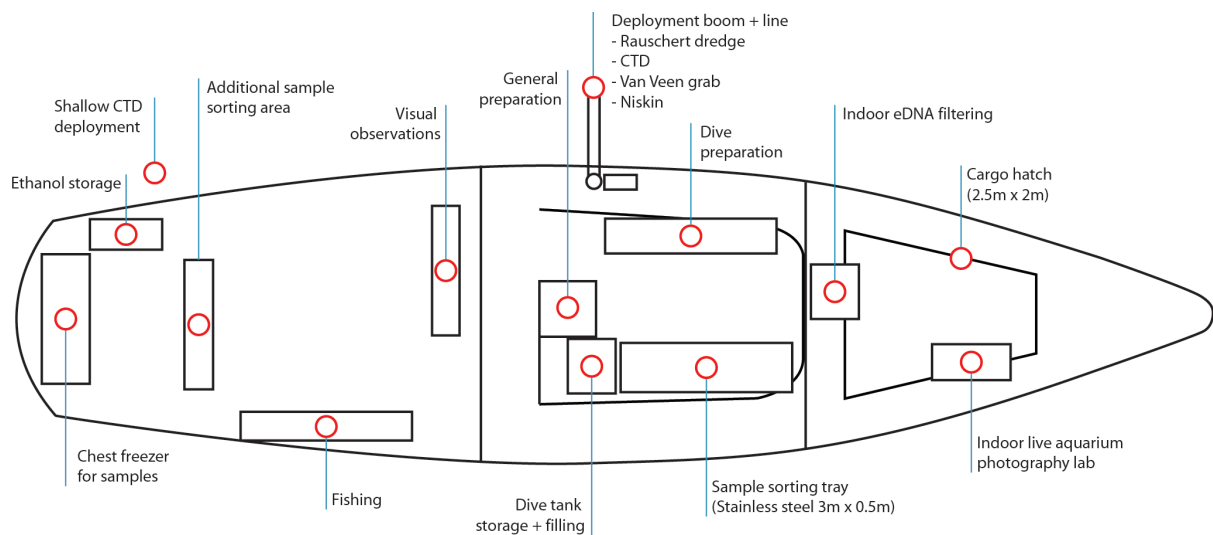 Deployment boom + line
- Rauschert dredge
- CTD
- Van Veen grab
- Niskin
General
preparation
Additional sample
sorting area
Shallow CTD
deployment
Visual
observations
Indoor eDNA filtering
Dive
preparation
Ethanol storage
Cargo hatch
(2.5m x 2m)
Chest freezer
for samples
Fishing
Dive tank
storage + filling
Sample sorting tray
(Stainless steel 3m x 0.5m)
Indoor live aquarium
photography lab